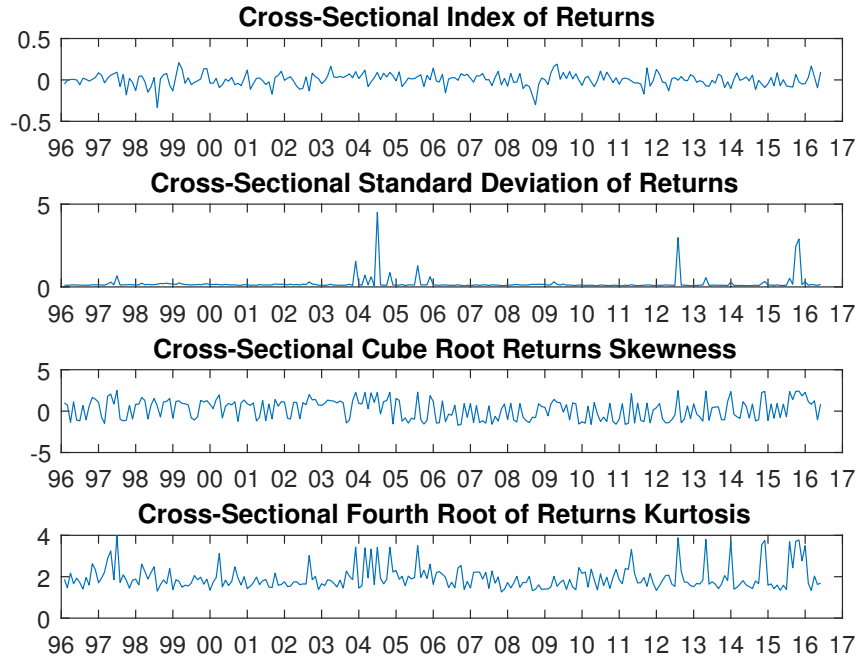 Cross-Sectional Index of Returns
0.5
0
-0.5
96 97 98 99 00 01 02 03 04 05 06 07 08 09 10 11 12 13 14 15 16 17
Cross-Sectional Standard Deviation of Returns
5
0
96 97 98 99 00 01 02 03 04 05 06 07 08 09 10 11 12 13 14 15 16 17
Cross-Sectional Cube Root Returns Skewness
5
0
-5
96 97 98 99 00 01 02 03 04 05 06 07 08 09 10 11 12 13 14 15 16 17
Cross-Sectional Fourth Root of Returns Kurtosis
4
2
0
96 97 98 99 00 01 02 03 04 05 06 07 08 09 10 11 12 13 14 15 16 17